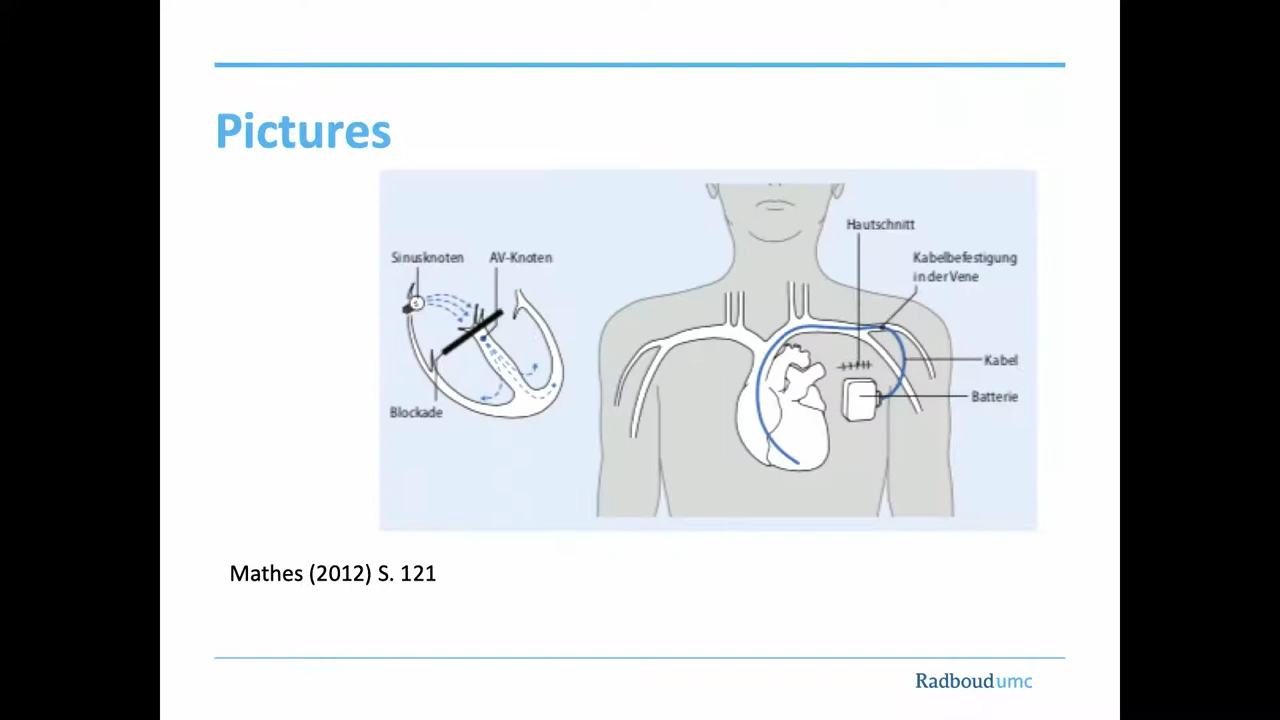 Pictures
Sinusknoten
AV-Knoten
Blockade
Hautschnitt
Kabelbefestigung
in der Vene
Kabel
Batterie
S
Mathes (2012) S. 121
Radboudumc